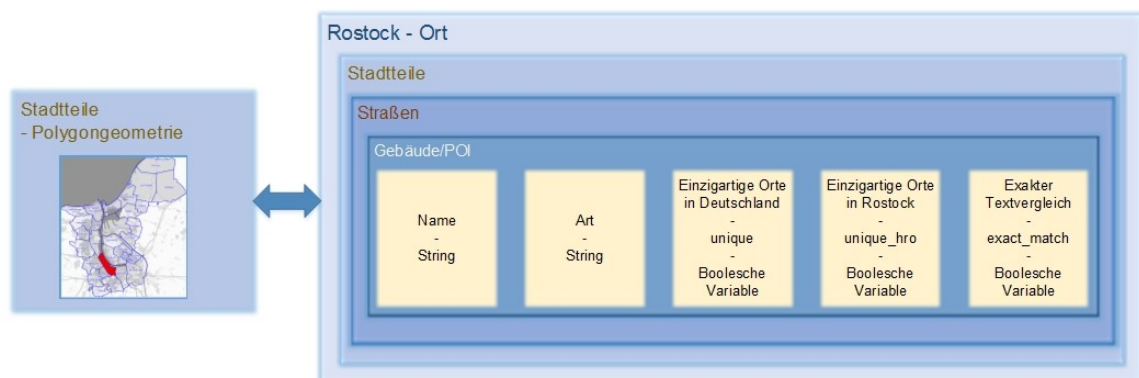 Rostock - Ort
Stadtteile
Straßen
Gebäude/POI
Stadtteile
- Polygongeometrie
Name
-
String
Art
-
String
Einzigartige Orte
in Deutschland
-
unique
-
Boolesche
Variable
Einzigartige Orte
in Rostock
-
unique_hro
-
Boolesche
Variable
Exakter
Textvergleich
-
exact_match
-
Boolesche
Variable